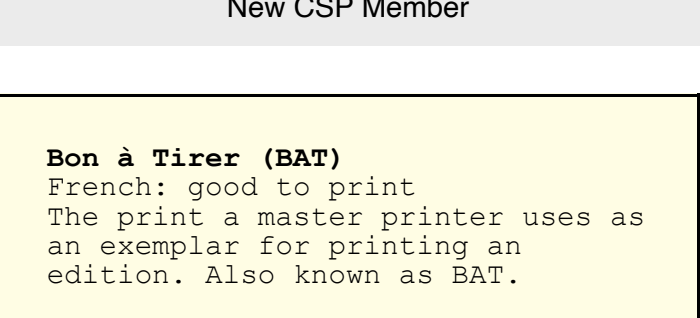 New CSP Member
Bon à Tirer (BAT)
French: good to print
The print a master printer uses as
an exemplar for printing an
edition. Also known as BAT.